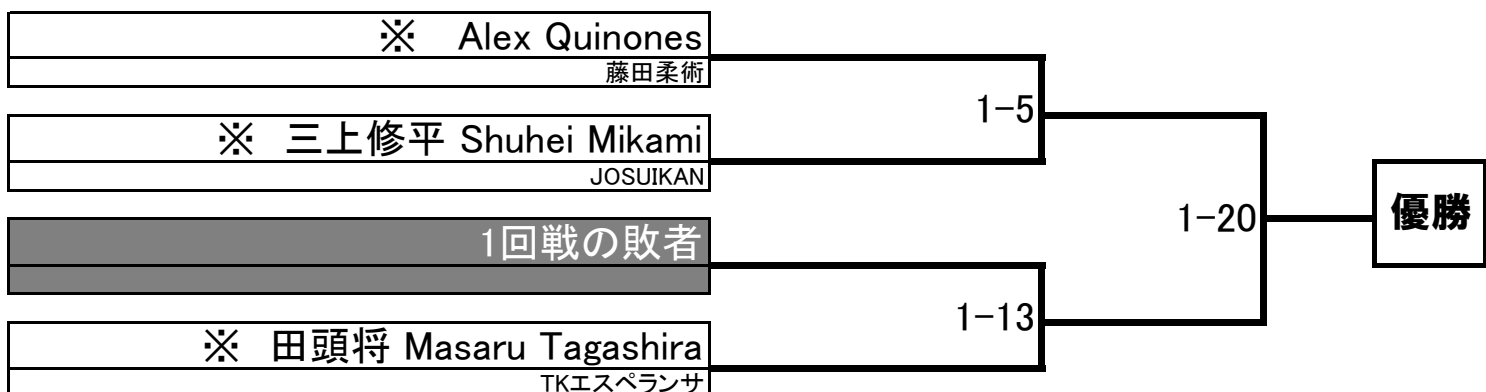 ※ Alex Quinones
藤田柔術
1-5
※ 三上修平 Shuhei Mikami
JOSUIKAN
1-20
優勝
1回戦の敗者
1-13
※ 田頭将 Masaru Tagashira
TKエスペランサ